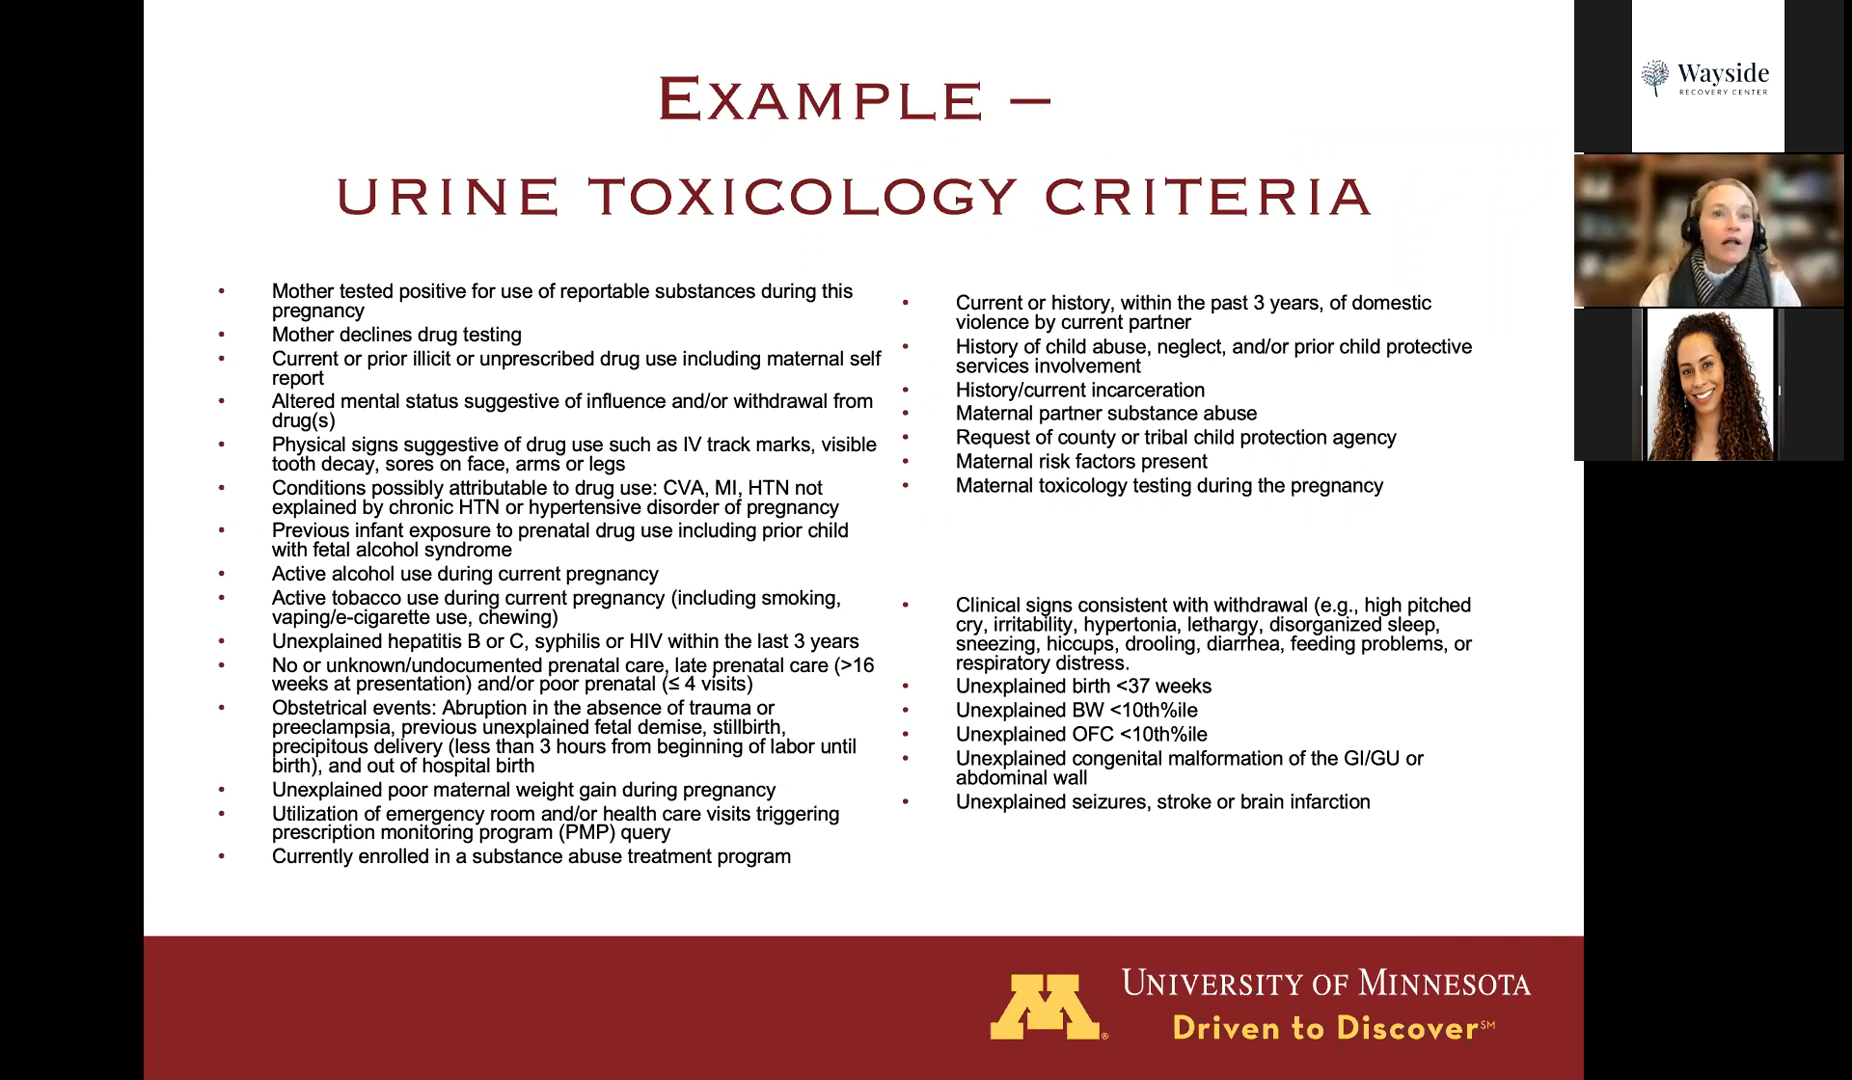 EXAMPLE –
URINE TOXICOLOGY CRITERIA
• Mother tested positive for use of reportable substances during this
pregnancy
• Mother declines drug testing
• Current or prior illicit or unprescribed drug use including maternal self
report
• Altered mental status suggestive of influence and/or withdrawal from
drug(s)
• Physical signs suggestive of drug use such as IV track marks, visible
tooth decay, sores on face, arms or legs
• Conditions possibly attributable to drug use: CVA, MI, HTN not
explained by chronic HTN or hypertensive disorder of pregnancy
• Previous infant exposure to prenatal drug use including prior child
with fetal alcohol syndrome
• Active alcohol use during current pregnancy
• Active tobacco use during current pregnancy (including smoking,
vaping/e-cigarette use, chewing)
• Unexplained hepatitis B or C, syphilis or HIV within the last 3 years
• No or unknown/undocumented prenatal care, late prenatal care (>16
weeks at presentation) and/or poor prenatal (≤ 4 visits)
• Obstetrical events: Abruption in the absence of trauma or
preeclampsia, previous unexplained fetal demise, stillbirth,
precipitous delivery (less than 3 hours from beginning of labor until
birth), and out of hospital birth
• Unexplained poor maternal weight gain during pregnancy
• Utilization of emergency room and/or health care visits triggering
prescription monitoring program (PMP) query
• Currently enrolled in a substance abuse treatment program
• Current or history, within the past 3 years, of domestic
violence by current partner
• History of child abuse, neglect, and/or prior child protective
services involvement
• History/current incarceration
• Maternal partner substance abuse
• Request of county or tribal child protection agency
• Maternal risk factors present
• Maternal toxicology testing during the pregnancy
• Clinical signs consistent with withdrawal (e.g., high pitched
cry, irritability, hypertonia, lethargy, disorganized sleep,
sneezing, hiccups, drooling, diarrhea, feeding problems, or
respiratory distress.
• Unexplained birth <37 weeks
• Unexplained BW <10th%ile
• Unexplained OFC <10th%ile
• Unexplained congenital malformation of the GI/GU or
abdominal wall
• Unexplained seizures, stroke or brain infarction
M®
UNIVERSITY OF MINNESOTA
Driven to Discover℠
Wayside
RECOVERY CENTER